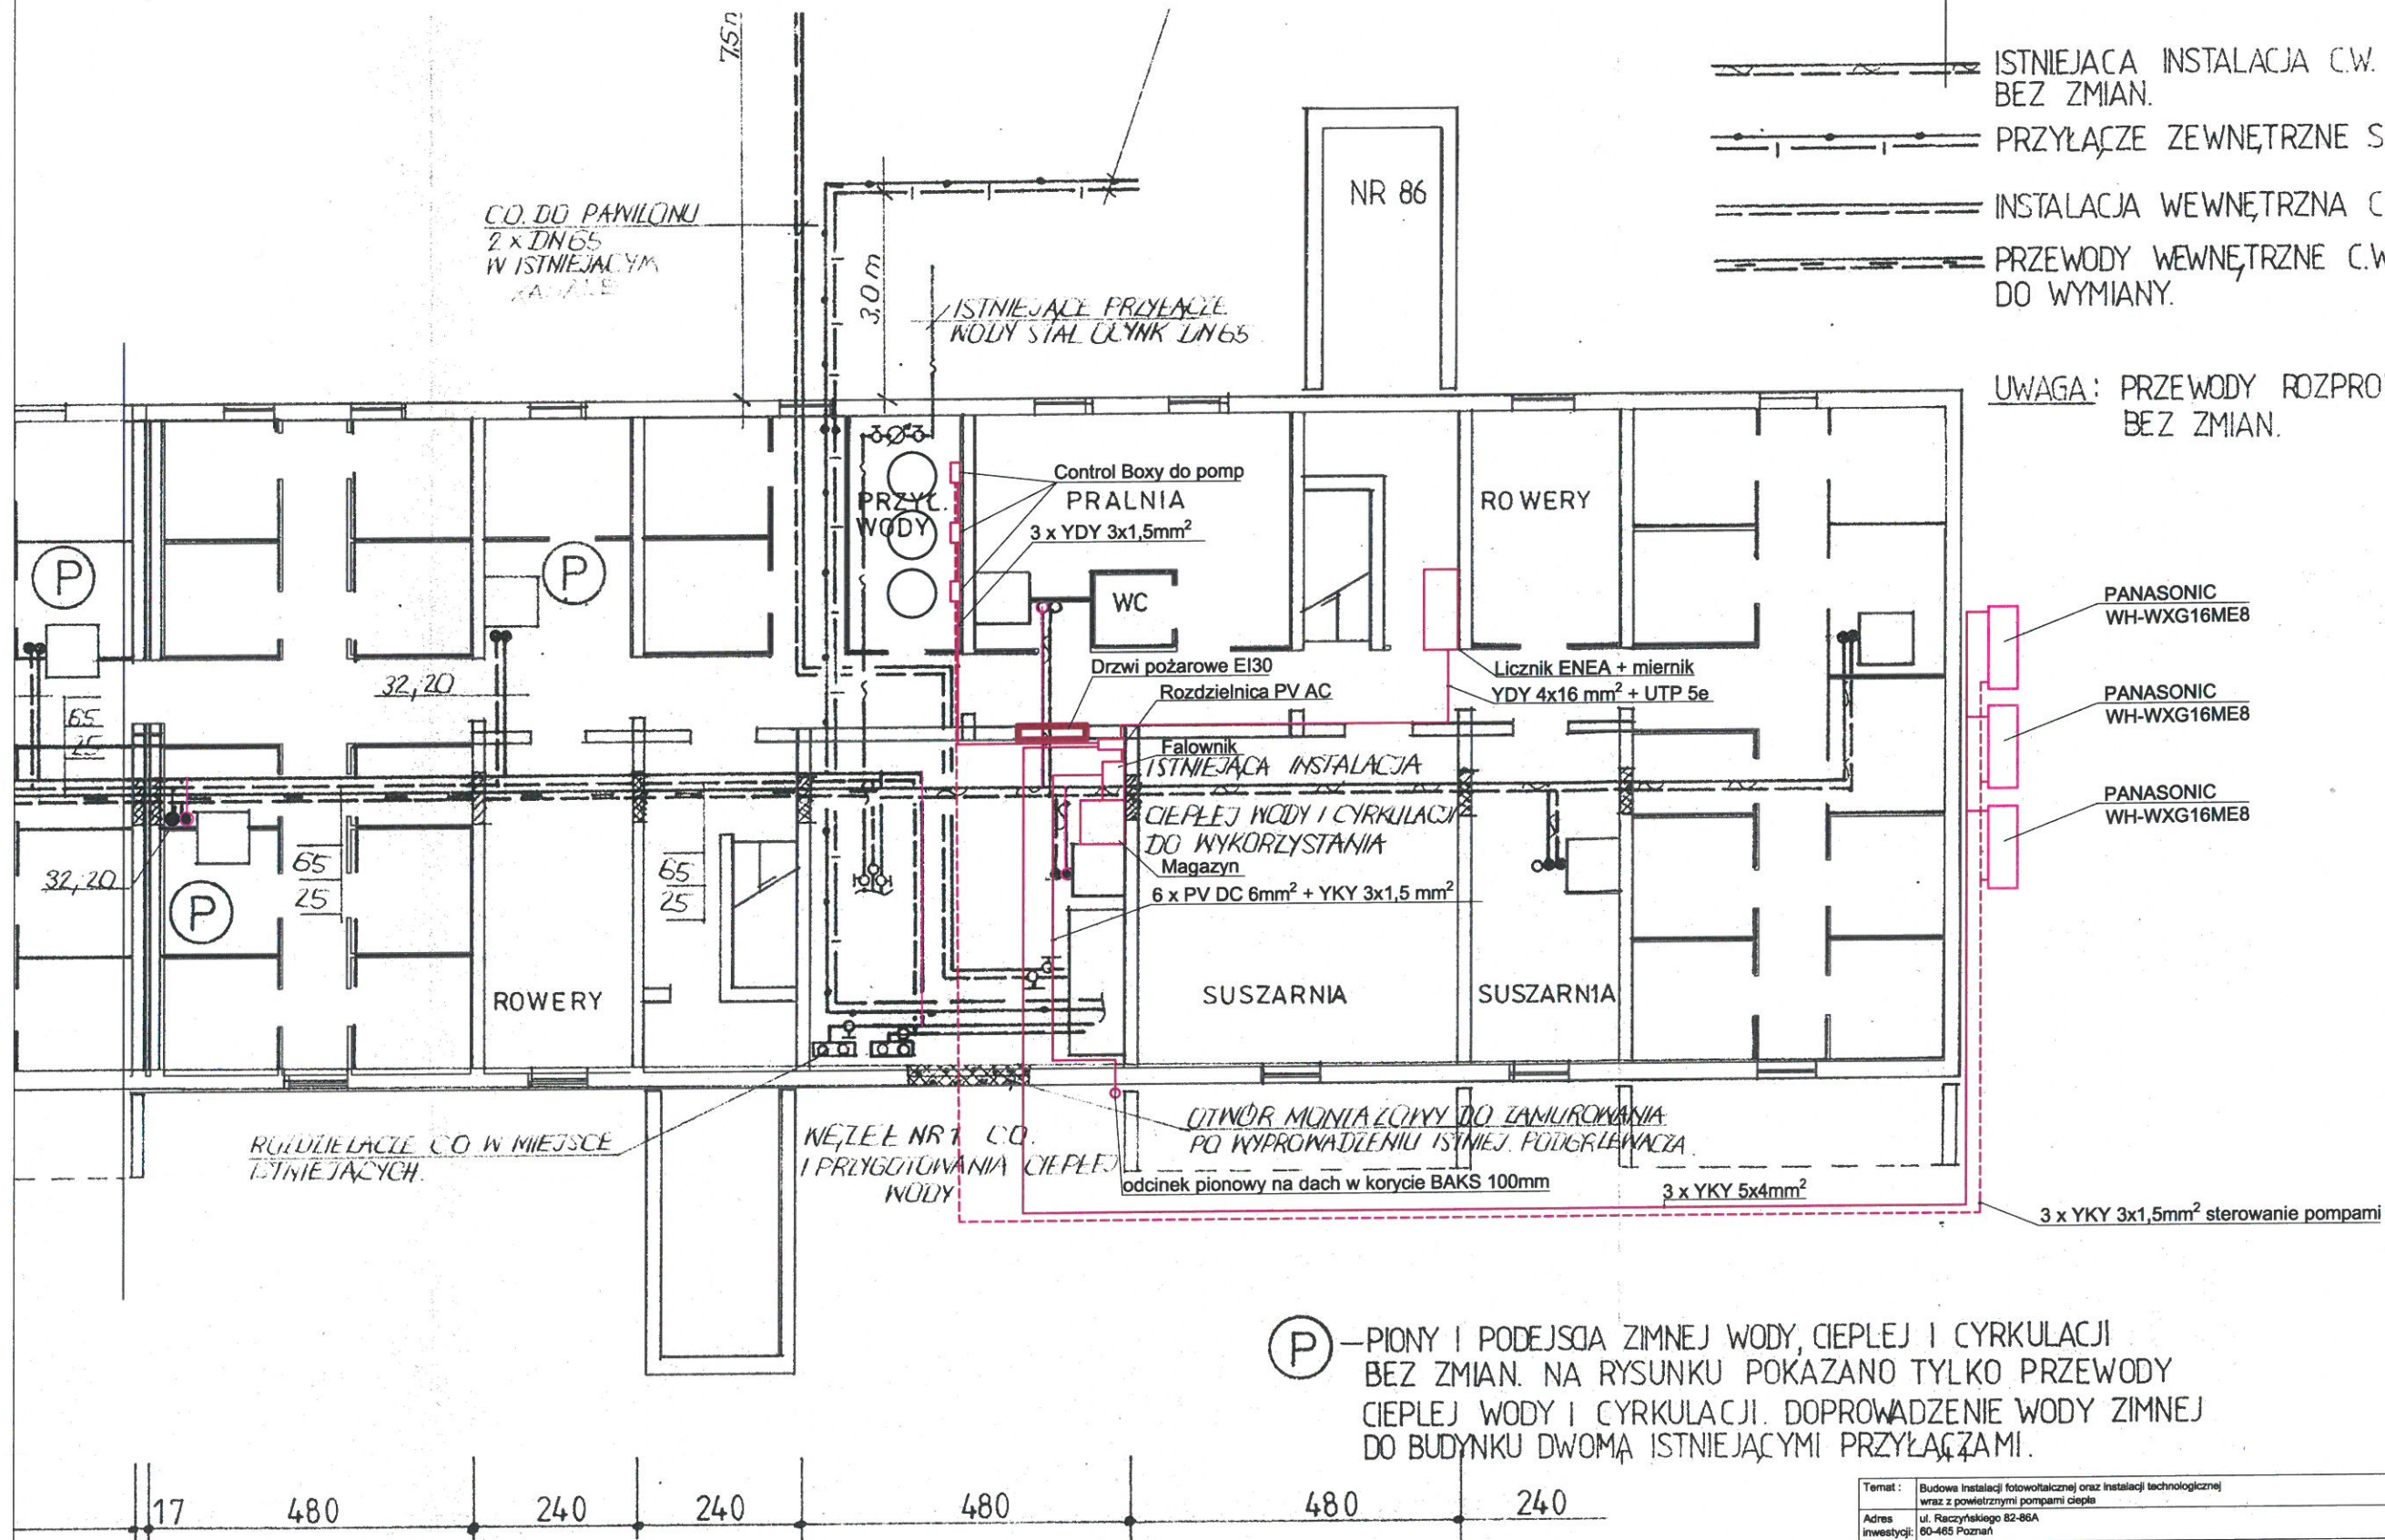 7,5m
ISTNIEJACA INSTALACJA C.W.
BEZ ZMIAN.
PRZYŁĄCZE ZEWNĘTRZNE S
INSTALACJA WEWNĘTRZNA C
PRZEWODY WEWNĘTRZNE C.W
DO WYMIANY.
UWAGA: PRZEWODY ROZPRO
BEZ ZMIAN.
C.O. DO PAWILONU
2 x DN65
W ISTNIEJĄCYM
KANALE
3,0 m
ISTNIEJĄCE PRZYŁĄCZE
WODY STAL OCYNK DN65
NR 86
PRZYŁ.
WODY
Control Boxy do pomp
PRALNIA
3 x YDY 3x1,5mm²
WC
ROWERY
P
P
32,20
65
25
Drzwi pożarowe EI30
Rozdzielnica PV AC
Licznik ENEA + miernik
YDY 4x16 mm² + UTP 5e
PANASONIC
WH-WXG16ME8
PANASONIC
WH-WXG16ME8
PANASONIC
WH-WXG16ME8
Falownik
ISTNIEJĄCA INSTALACJA
CIEPŁEJ WODY I CYRKULACJI
DO WYKORZYSTANIA
Magazyn
6 x PV DC 6mm² + YKY 3x1,5 mm²
32,20
P
65
25
65
25
ROWERY
SUSZARNIA
SUSZARNIA
ROZDZIELACZE CO W MIEJSCE
ISTNIEJĄCYCH.
WĘZEŁ NR 1 C.O.
I PRZYGOTOWANIA CIEPŁEJ
WODY
OTWÓR MONTAŻOWY DO ZAMUROWANIA
PO WYPROWADZENIU ISTNIEJ. PODGRZEWACZA.
odcinek pionowy na dach w korycie BAKS 100mm
3 x YKY 5x4mm²
3 x YKY 3x1,5mm² sterowanie pompami
P – PIONY I PODEJSCIA ZIMNEJ WODY, CIEPLEJ I CYRKULACJI
BEZ ZMIAN. NA RYSUNKU POKAZANO TYLKO PRZEWODY
CIEPLEJ WODY I CYRKULACJI. DOPROWADZENIE WODY ZIMNEJ
DO BUDYNKU DWOMA ISTNIEJĄCYMI PRZYŁĄCZAMI.
17 480 240 240 480 480 240
Temat : Budowa instalacji fotowoltaicznej oraz instalacji technologicznej
wraz z powietrznymi pompami ciepła
Adres inwestycji: ul. Raczyńskiego 82-86A
60-465 Poznań